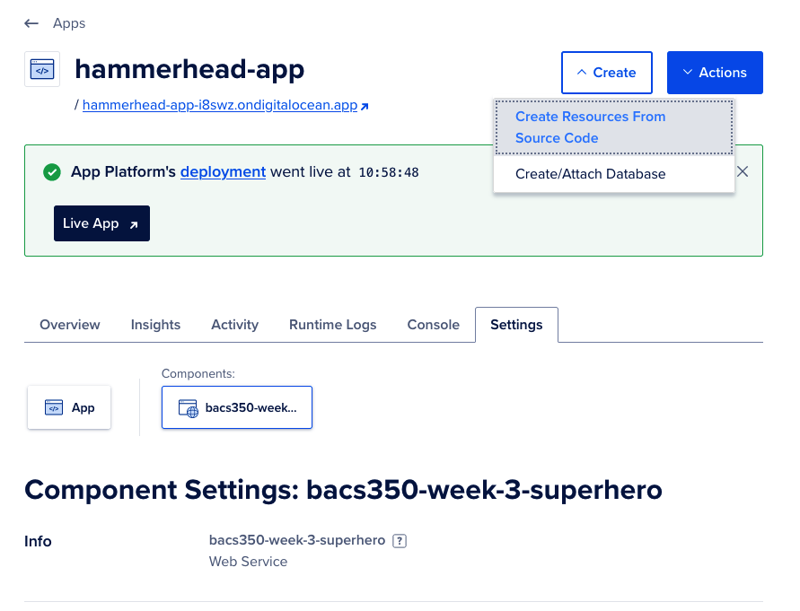 ← Apps
hammerhead-app
Create
Actions
/ hammerhead-app-i8swz.ondigitalocean.app
Create Resources From
Source Code
Create/Attach Database
App Platform's deployment went live at 10:58:48
Live App
Overview Insights Activity Runtime Logs Console Settings
Components:
App
bacs350-week...
Component Settings: bacs350-week-3-superhero
Info
bacs350-week-3-superhero ?
Web Service